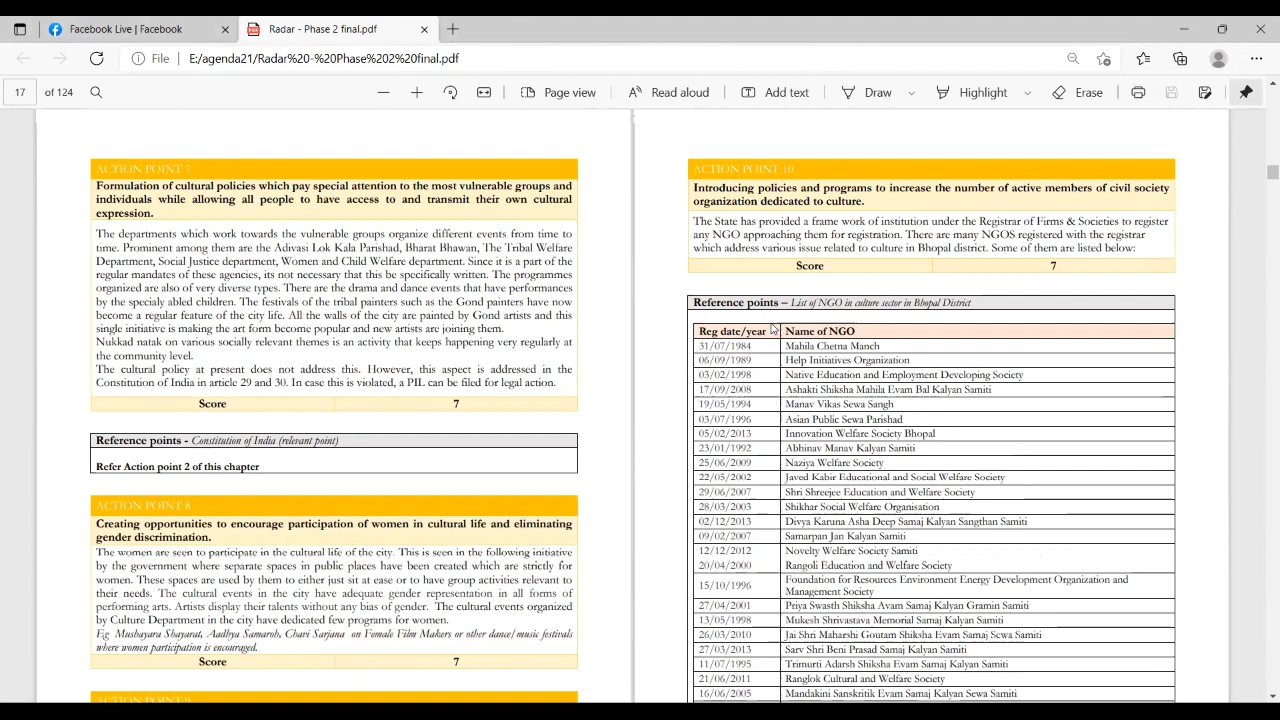 Facebook Live | Facebook
Radar - Phase 2 final.pdf
File
E:/agenda21/Radar%20-%20Phase%202%20final.pdf
17 of 124
Page view
Read aloud
Add text
Draw
Highlight
Erase
ACTION POINT 7
Formulation of cultural policies which pay special attention to the most vulnerable groups and
individuals while allowing all people to have access to and transmit their own cultural
expression.
The departments which work towards the vulnerable groups organize different events from time to
time. Prominent among them are the Adivasi Lok Kala Parishad, Bharat Bhawan, The Tribal Welfare
Department, Social Justice department, Women and Child Welfare department. Since it is a part of the
regular mandates of these agencies, its not necessary that this be specifically written. The programmes
organized are also of very diverse types. There are the drama and dance events that have performances
by the specialy abled children. The festivals of the tribal painters such as the Gond painters have now
become a regular feature of the city life. All the walls of the city are painted by Gond artists and this
single initiative is making the art form become popular and new artists are joining them.
Nukkad natak on various socially relevant themes is an activity that keeps happening very regularly at
the community level.
The cultural policy at present does not address this. However, this aspect is addressed in the
Constitution of India in article 29 and 30. In case this is violated, a PIL can be filed for legal action.
Score 7
Reference points - Constitution of India (relevant point)
Refer Action point 2 of this chapter
ACTION POINT 8
Creating opportunities to encourage participation of women in cultural life and eliminating
gender discrimination.
The women are seen to participate in the cultural life of the city. This is seen in the following initiative
by the government where separate spaces in public places have been created which are strictly for
women. These spaces are used by them to either just sit at ease or to have group activities relevant to
their needs. The cultural events in the city have adequate gender representation in all forms of
performing arts. Artists display their talents without any bias of gender. The cultural events organized
by Culture Department in the city have dedicated few programs for women.
Eg Mushayara Shayarat, Aadhya Samaroh, Chavi Sarjana on Female Film Makers or other dance/music festivals
where women participation is encouraged.
Score 7
ACTION POINT 9
ACTION POINT 10
Introducing policies and programs to increase the number of active members of civil society
organization dedicated to culture.
The State has provided a frame work of institution under the Registrar of Firms & Societies to register
any NGO approaching them for registration. There are many NGOS registered with the registrar
which address various issue related to culture in Bhopal district. Some of them are listed below:
Score 7
Reference points – List of NGO in culture sector in Bhopal District
Reg date/year Name of NGO
31/07/1984 Mahila Chetna Manch
06/09/1989 Help Initiatives Organization
03/02/1998 Native Education and Employment Developing Society
17/09/2008 Ashakti Shiksha Mahila Evam Bal Kalyan Samiti
19/05/1994 Manav Vikas Sewa Sangh
03/07/1996 Asian Public Sewa Parishad
05/02/2013 Innovation Welfare Society Bhopal
23/01/1992 Abhinav Manav Kalyan Samiti
25/06/2009 Naziya Welfare Society
22/05/2002 Javed Kabir Educational and Social Welfare Society
29/06/2007 Shri Shreejee Education and Welfare Society
28/03/2003 Shikhar Social Welfare Organisation
02/12/2013 Divya Karuna Asha Deep Samaj Kalyan Sangthan Samiti
09/02/2007 Samarpan Jan Kalyan Samiti
12/12/2012 Novelty Welfare Society Samiti
20/04/2000 Rangoli Education and Welfare Society
15/10/1996 Foundation for Resources Environment Energy Development Organization and
Management Society
27/04/2001 Priya Swasth Shiksha Avam Samaj Kalyan Gramin Samiti
13/05/1998 Mukesh Shrivastava Memorial Samaj Kalyan Samiti
26/03/2010 Jai Shri Maharshi Goutam Shiksha Evam Samaj Sewa Samiti
27/03/2013 Sarv Shri Beni Prasad Samaj Kalyan Samiti
11/07/1995 Trimurti Adarsh Shiksha Evam Samaj Kalyan Samiti
21/06/2011 Ranglok Cultural and Welfare Society
16/06/2005 Mandakini Sanskritik Evam Samaj Kalyan Sewa Samiti